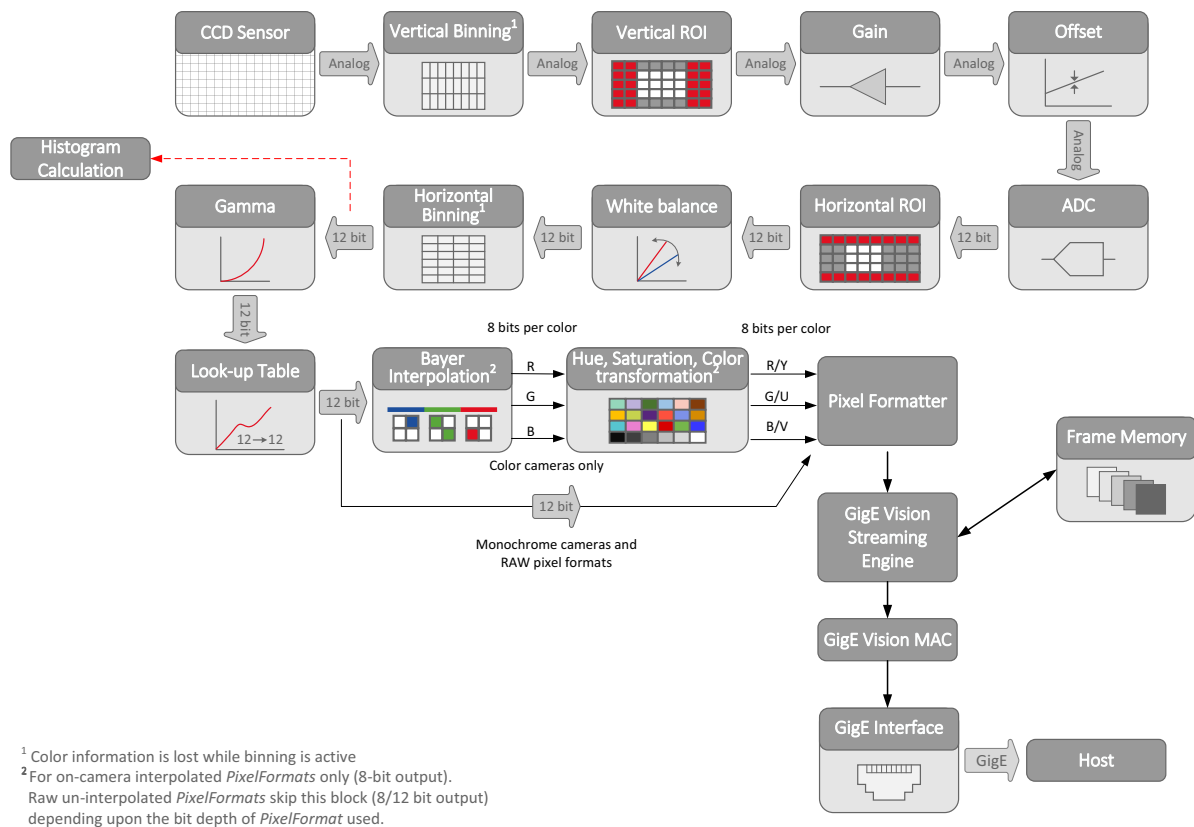 CCD Sensor
Vertical Binning1
Vertical ROI
Gain
Offset
Analog
Analog
Analog
Analog
Analog
Histogram
Calculation
Gamma
Horizontal
Binning1
White balance
Horizontal ROI
ADC
12 bit
12 bit
12 bit
12 bit
12 bit
8 bits per color
8 bits per color
Look-up Table
12→12
12 bit
Bayer
Interpolation2
R
G
B
Hue, Saturation, Color
transformation2
R/Y
G/U
B/V
Pixel Formatter
Color cameras only
12 bit
Monochrome cameras and
RAW pixel formats
Frame Memory
GigE Vision
Streaming
Engine
GigE Vision MAC
GigE Interface
GigE
Host
1 Color information is lost while binning is active
2 For on-camera interpolated PixelFormats only (8-bit output).
Raw un-interpolated PixelFormats skip this block (8/12 bit output)
depending upon the bit depth of PixelFormat used.